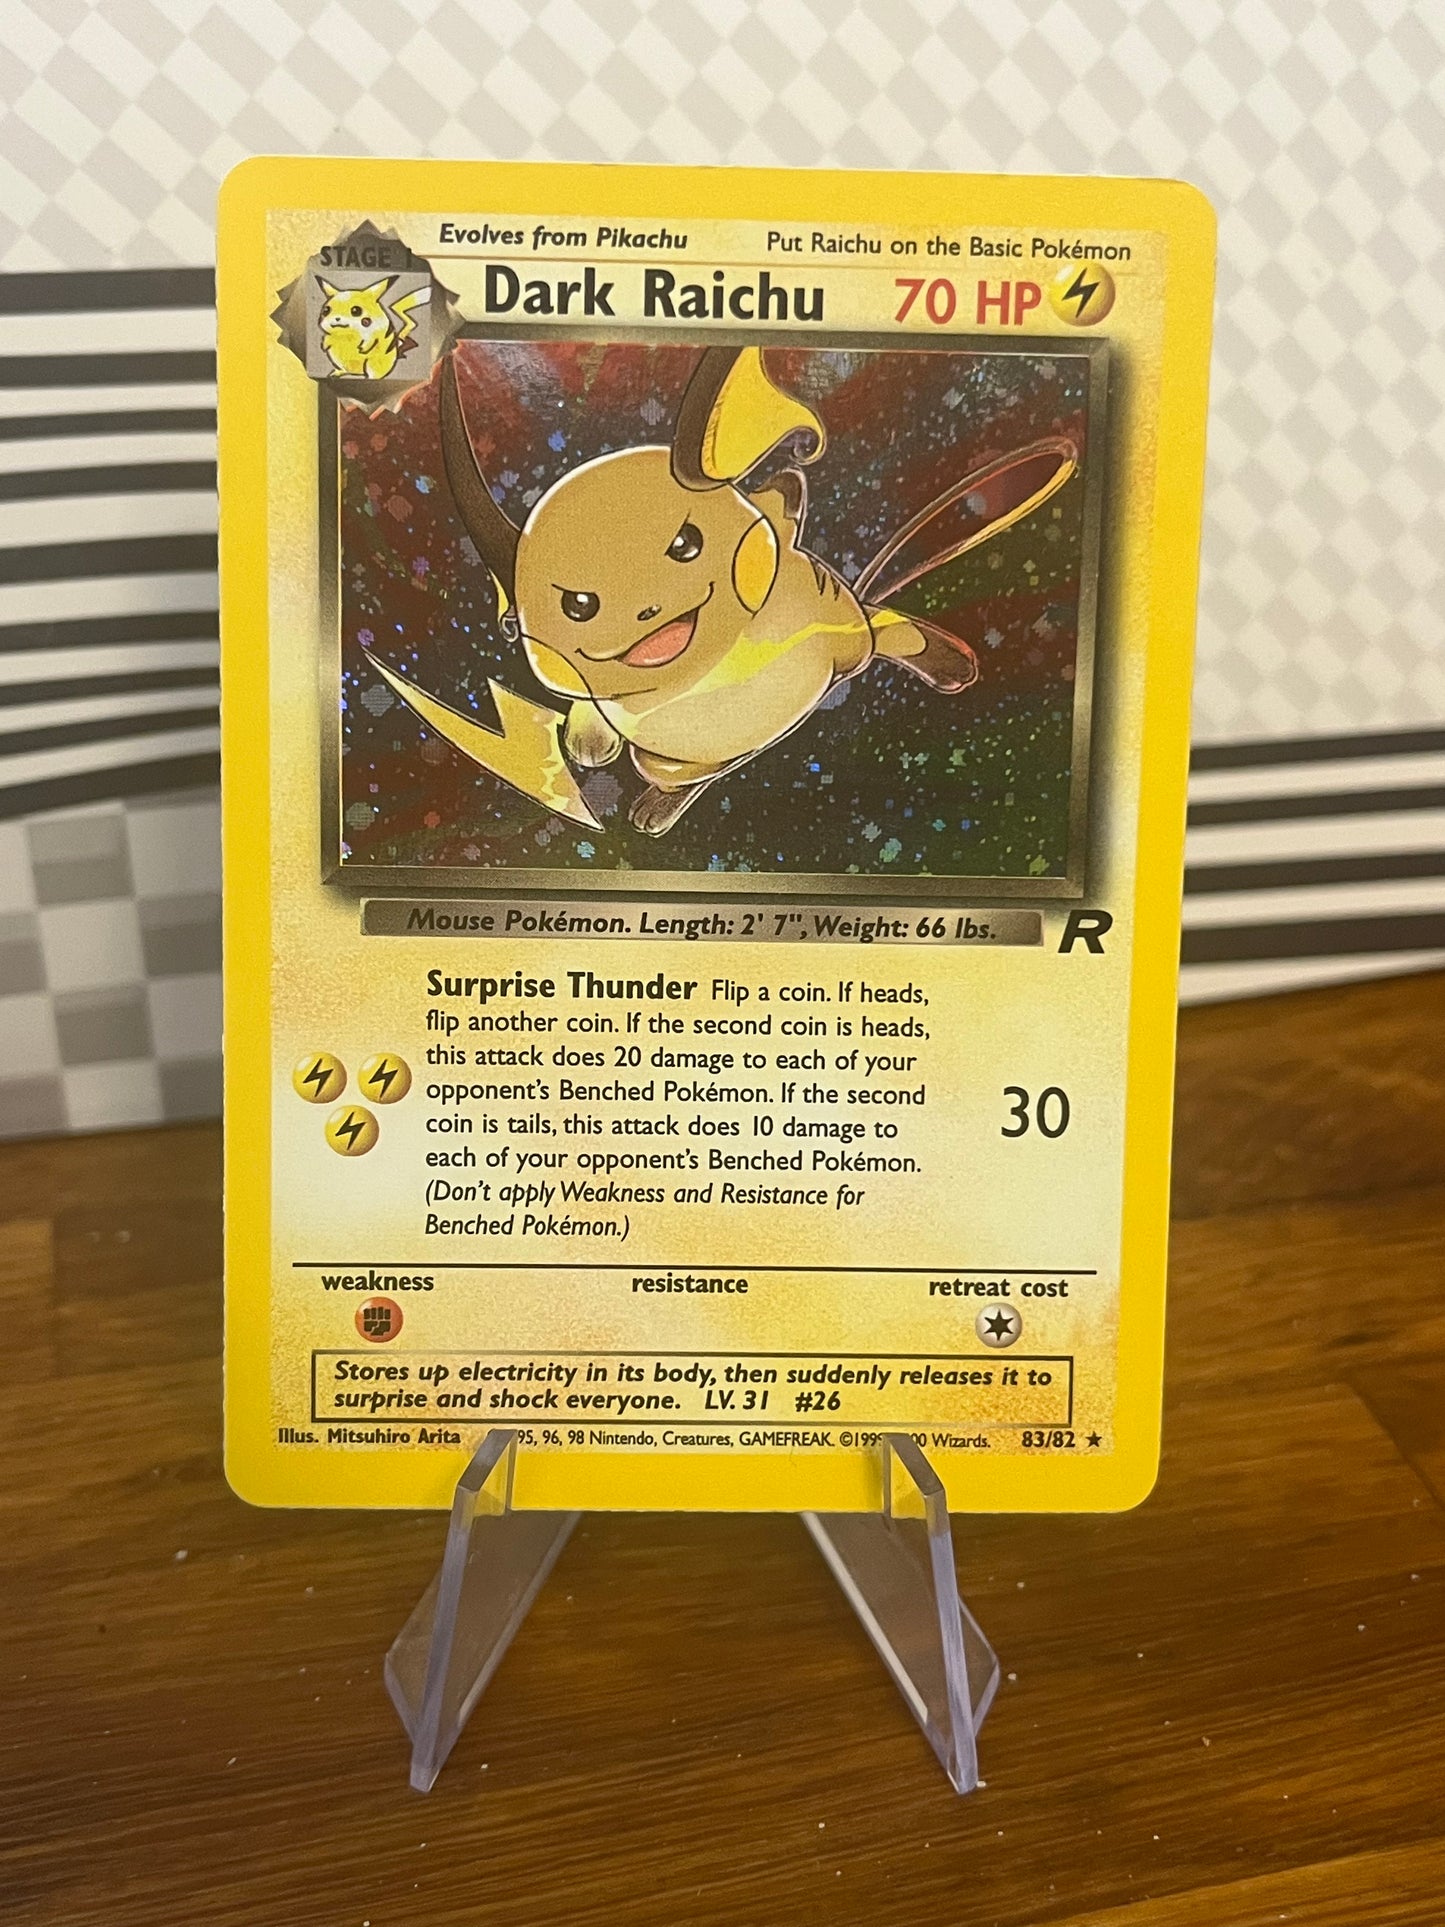 Evolves from Pikachu
Put Raichu on the Basic Pokémon
STAGE 1
Dark Raichu
70 HP
Mouse Pokémon. Length: 2' 7", Weight: 66 lbs.
R
Surprise Thunder Flip a coin. If heads,
flip another coin. If the second coin is heads,
this attack does 20 damage to each of your
opponent's Benched Pokémon. If the second
coin is tails, this attack does 10 damage to
each of your opponent's Benched Pokémon.
(Don't apply Weakness and Resistance for
Benched Pokémon.)
30
weakness
resistance
retreat cost
Stores up electricity in its body, then suddenly releases it to
surprise and shock everyone. LV. 31 #26
Illus. Mitsuhiro Arita
95, 96, 98 Nintendo, Creatures, GAMEFREAK. ©199 00 Wizards.
83/82 ★